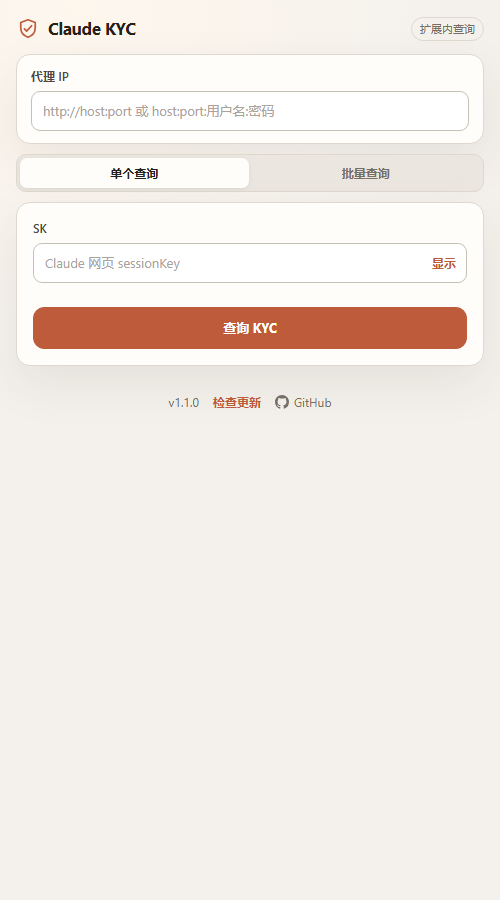 Claude KYC
扩展内查询
代理 IP
http://host:port 或 host:port:用户名:密码
单个查询
批量查询
SK
Claude 网页 sessionKey
显示
查询 KYC
v1.1.0 检查更新 GitHub